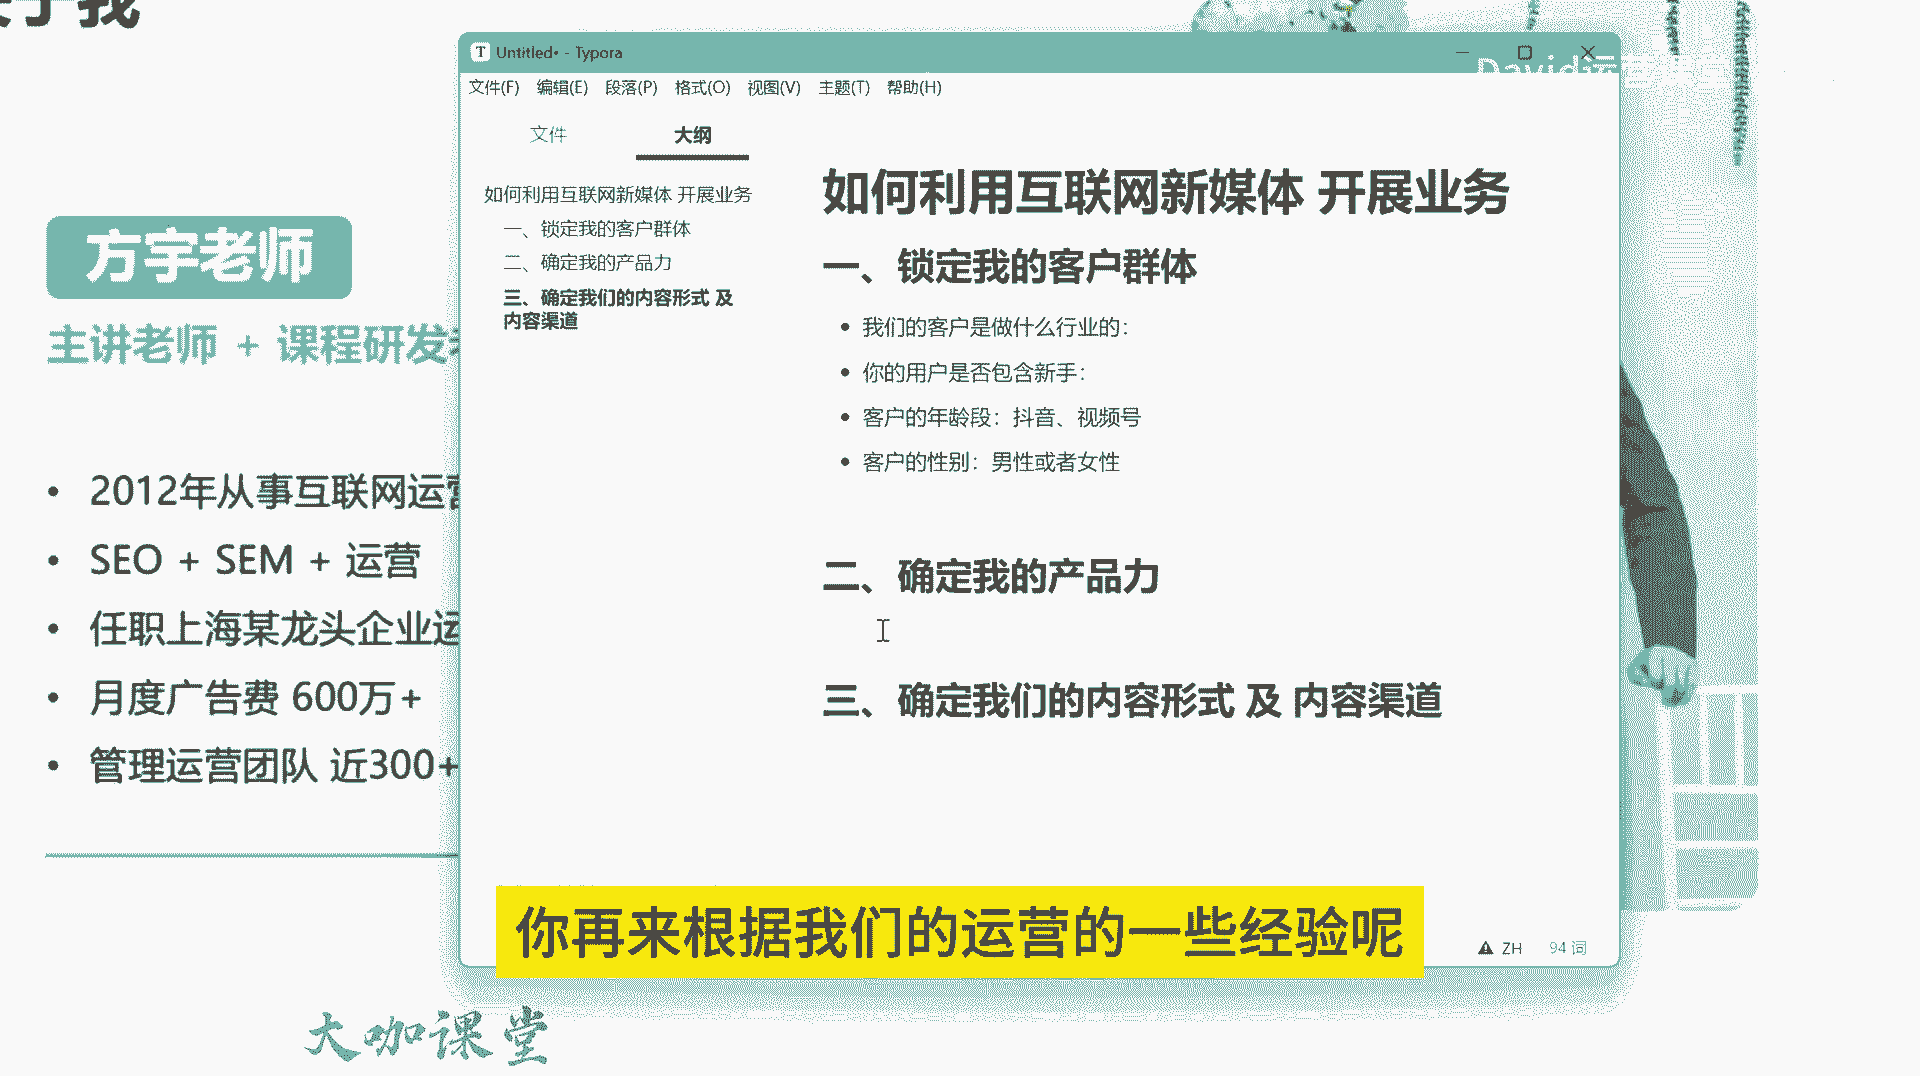 于我
方宇老师
主讲老师 + 课程研发
2012年从事互联网运营
SEO + SEM + 运营
任职上海某龙头企业运
月度广告费 600万+
管理运营团队 近300+
大咖课堂
Untitled• - Typora
David运营
文件(F) 编辑(E) 段落(P) 格式(O) 视图(V) 主题(T) 帮助(H)
文件 大纲
如何利用互联网新媒体 开展业务
一、锁定我的客户群体
二、确定我的产品力
三、确定我们的内容形式 及
内容渠道
如何利用互联网新媒体 开展业务
一、锁定我的客户群体
我们的客户是做什么行业的：
你的用户是否包含新手：
客户的年龄段：抖音、视频号
客户的性别：男性或者女性
二、确定我的产品力
三、确定我们的内容形式 及 内容渠道
ZH 94 词
你再来根据我们的运营的一些经验呢